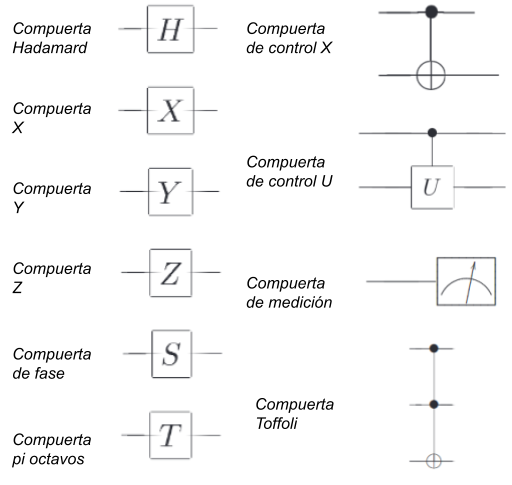 Compuerta
Hadamard
H
Compuerta
de control X
Compuerta
X
X
Compuerta
de control U
U
Compuerta
Y
Y
Compuerta
Z
Z
Compuerta
de medición
Compuerta
de fase
S
Compuerta
Toffoli
Compuerta
pi octavos
T